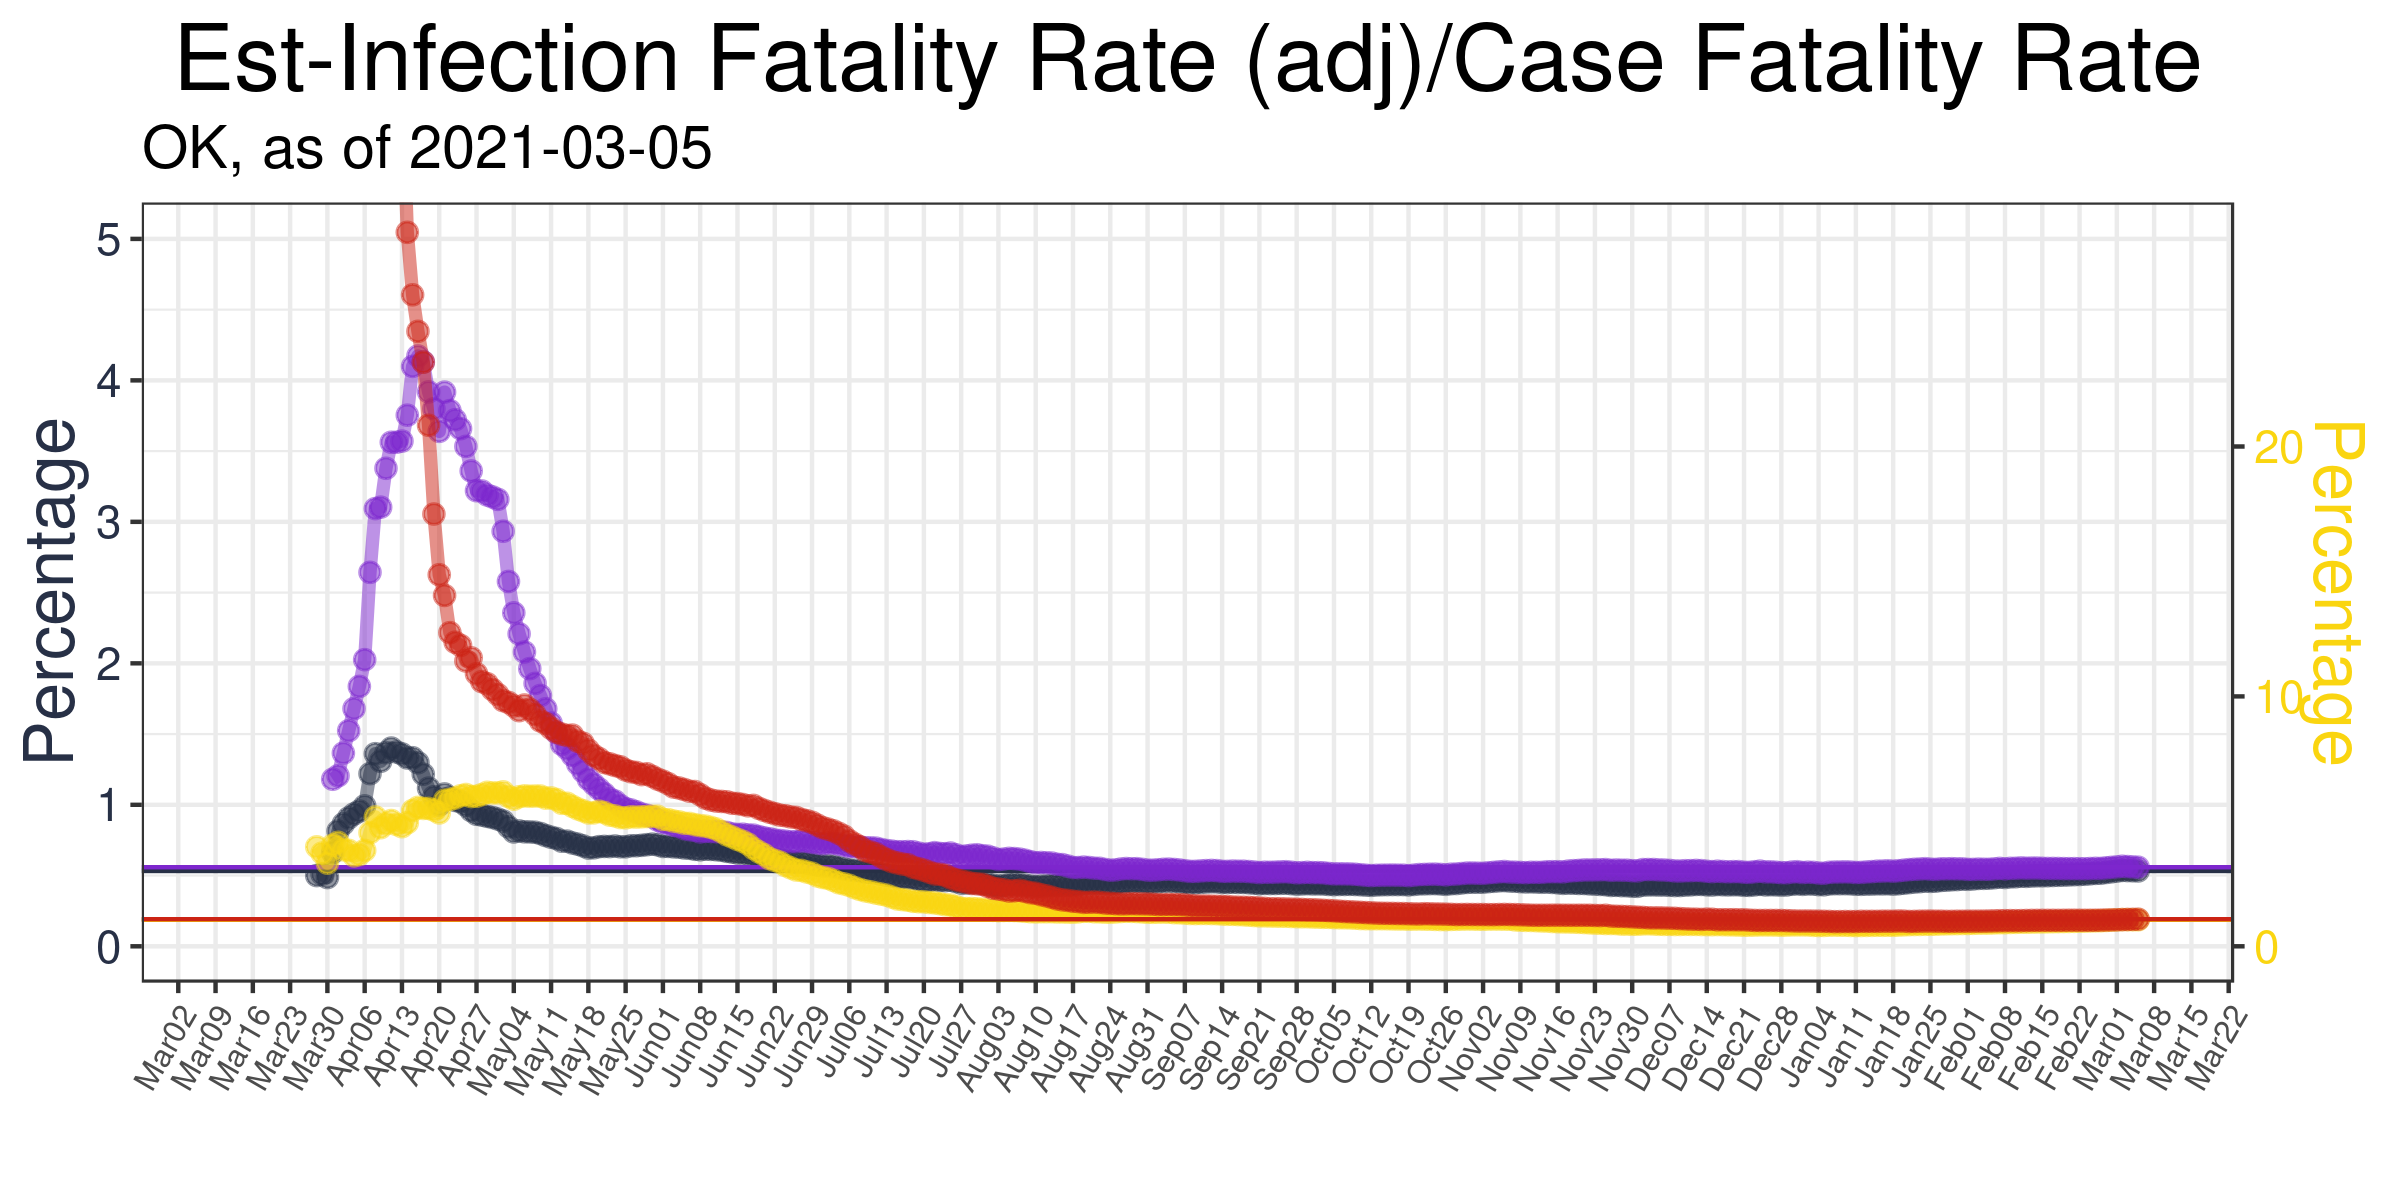 Est-Infection Fatality Rate (adj)/Case Fatality Rate
OK, as of 2021-03-05
5
4
3
2
1
0
Percentage
20
10
0
Percentage
Mar02
Mar09
Mar16
Mar23
Mar30
Apr06
Apr13
Apr20
Apr27
May04
May11
May18
May25
Jun01
Jun08
Jun15
Jun22
Jun29
Jul06
Jul13
Jul20
Jul27
Aug03
Aug10
Aug17
Aug24
Aug31
Sep07
Sep14
Sep21
Sep28
Oct05
Oct12
Oct19
Oct26
Nov02
Nov09
Nov16
Nov23
Nov30
Dec07
Dec14
Dec21
Dec28
Jan04
Jan11
Jan18
Jan25
Feb01
Feb08
Feb15
Feb22
Mar01
Mar08
Mar15
Mar22